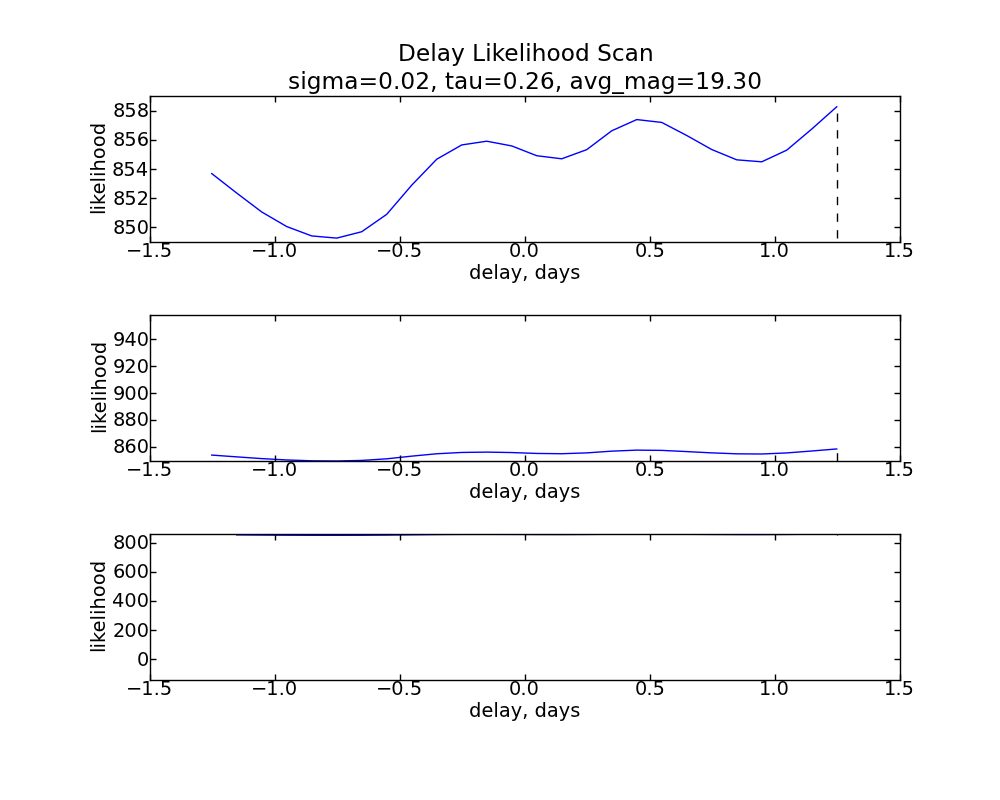 Delay Likelihood Scan
sigma=0.02, tau=0.26, avg_mag=19.30
858
856
854
852
850
likelihood
−1.5 −1.0 −0.5 0.0 0.5 1.0 1.5
delay, days
940
920
900
880
860
likelihood
−1.5 −1.0 −0.5 0.0 0.5 1.0 1.5
delay, days
800
600
400
200
0
likelihood
−1.5 −1.0 −0.5 0.0 0.5 1.0 1.5
delay, days